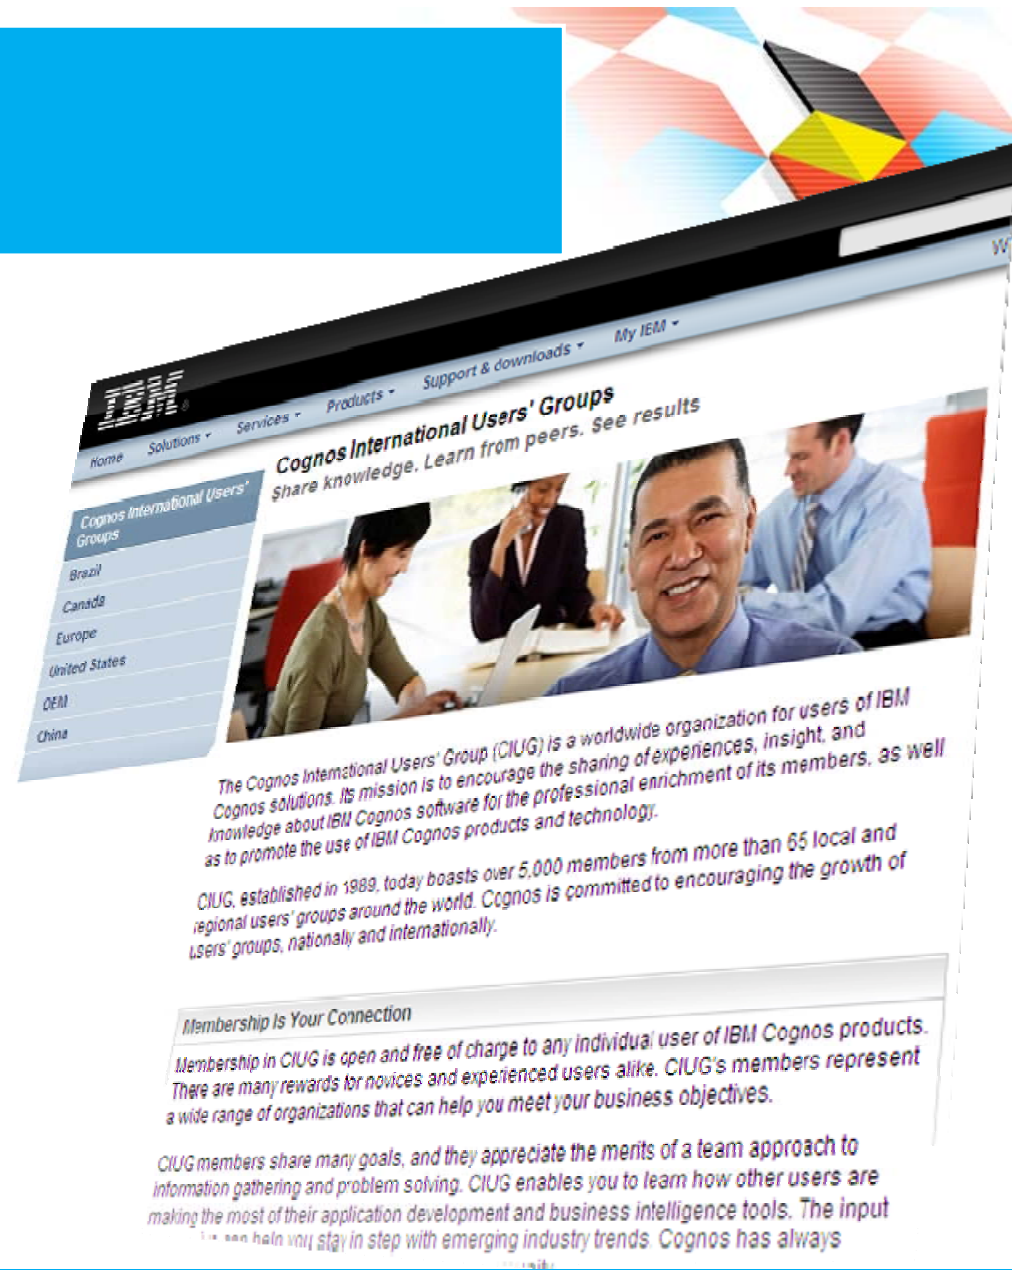 IBM
®
W
Home Solutions Services Products Support & downloads My IBM
Cognos International Users' Groups
Share knowledge. Learn from peers. See results
Cognos International Users'
Groups
Brazil
Canada
Europe
United States
OEM
China
The Cognos International Users' Group (CIUG) is a worldwide organization for users of IBM
Cognos solutions. Its mission is to encourage the sharing of experiences, insight, and
knowledge about IBM Cognos software for the professional enrichment of its members, as well
as to promote the use of IBM Cognos products and technology.
CIUG, established in 1989, today boasts over 5,000 members from more than 65 local and
regional users' groups around the world. Cognos is committed to encouraging the growth of
users' groups, nationally and internationally.
Membership Is Your Connection
Membership in CIUG is open and free of charge to any individual user of IBM Cognos products.
There are many rewards for novices and experienced users alike. CIUG's members represent
a wide range of organizations that can help you meet your business objectives.
CIUG members share many goals, and they appreciate the merits of a team approach to
information gathering and problem solving. CIUG enables you to learn how other users are
making the most of their application development and business intelligence tools. The input
can help you stay in step with emerging industry trends. Cognos has always